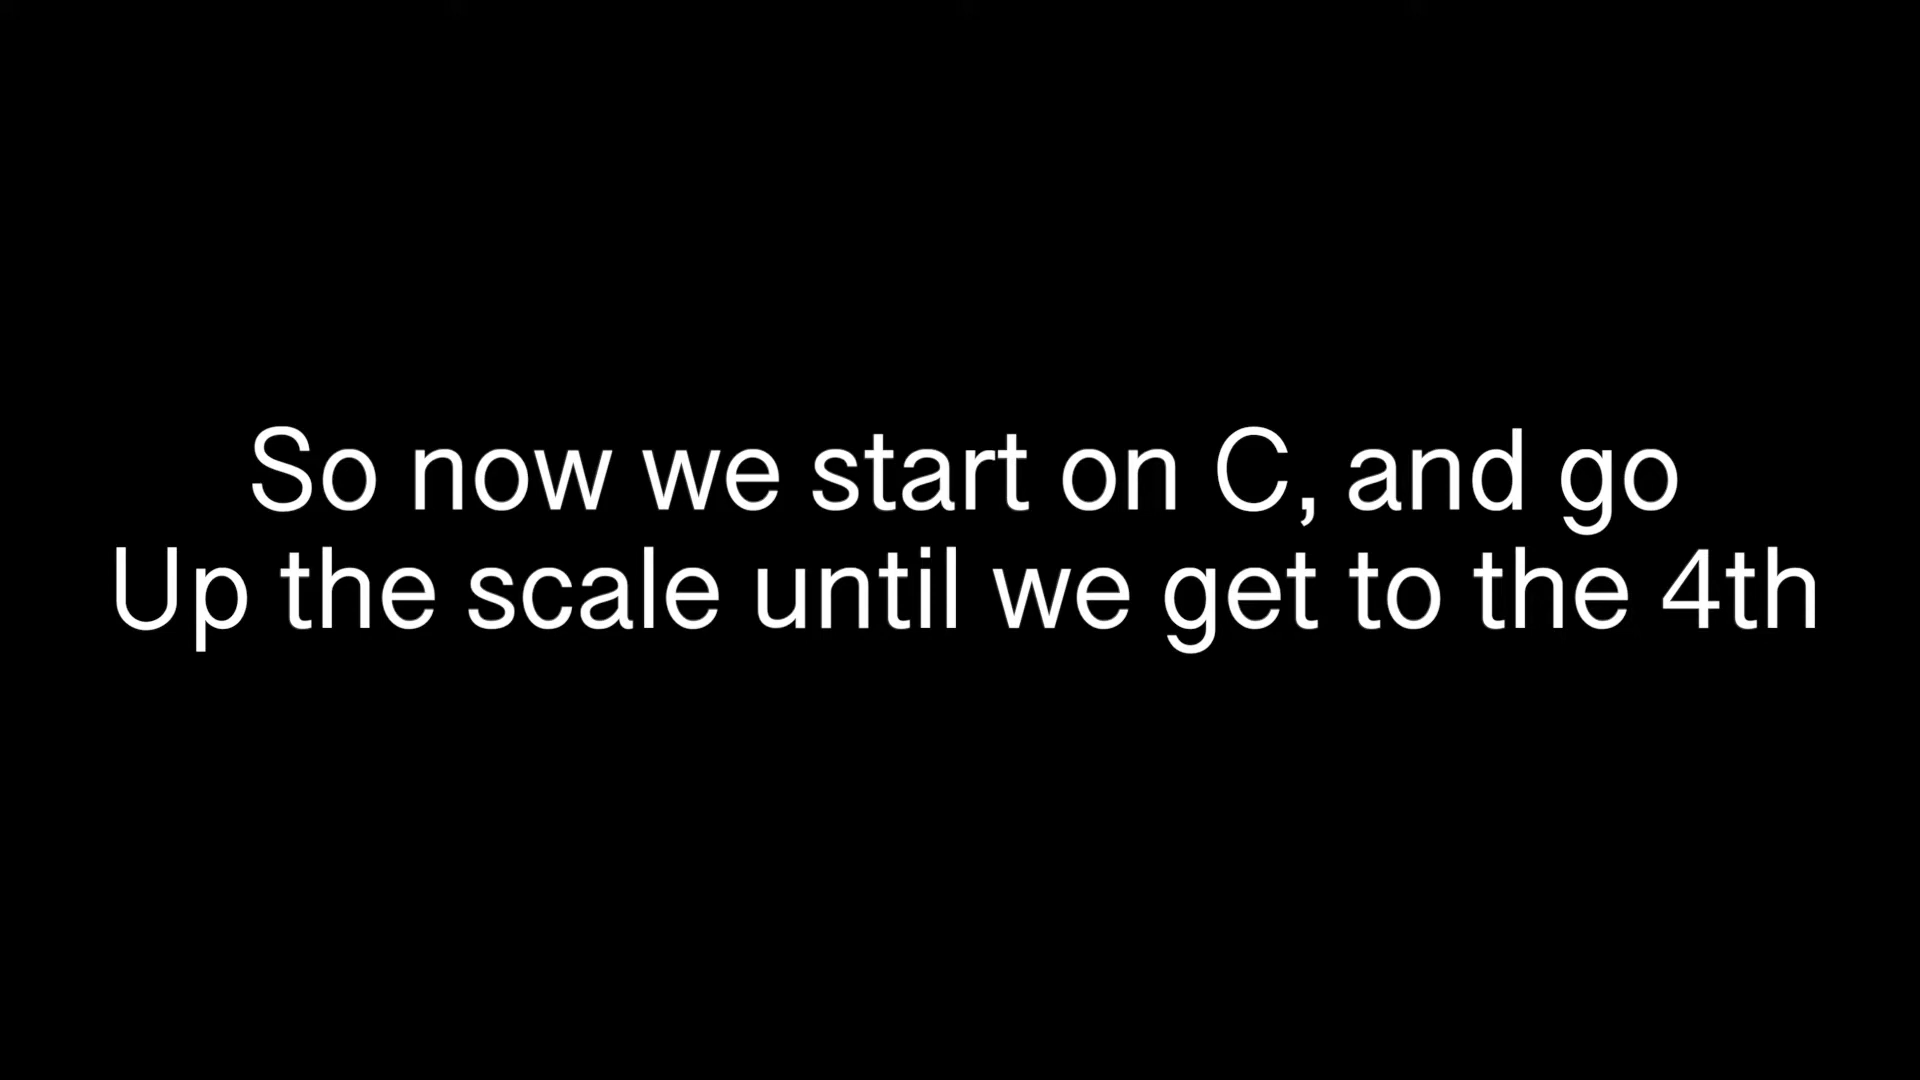 So now we start on C, and go
Up the scale until we get to the 4th